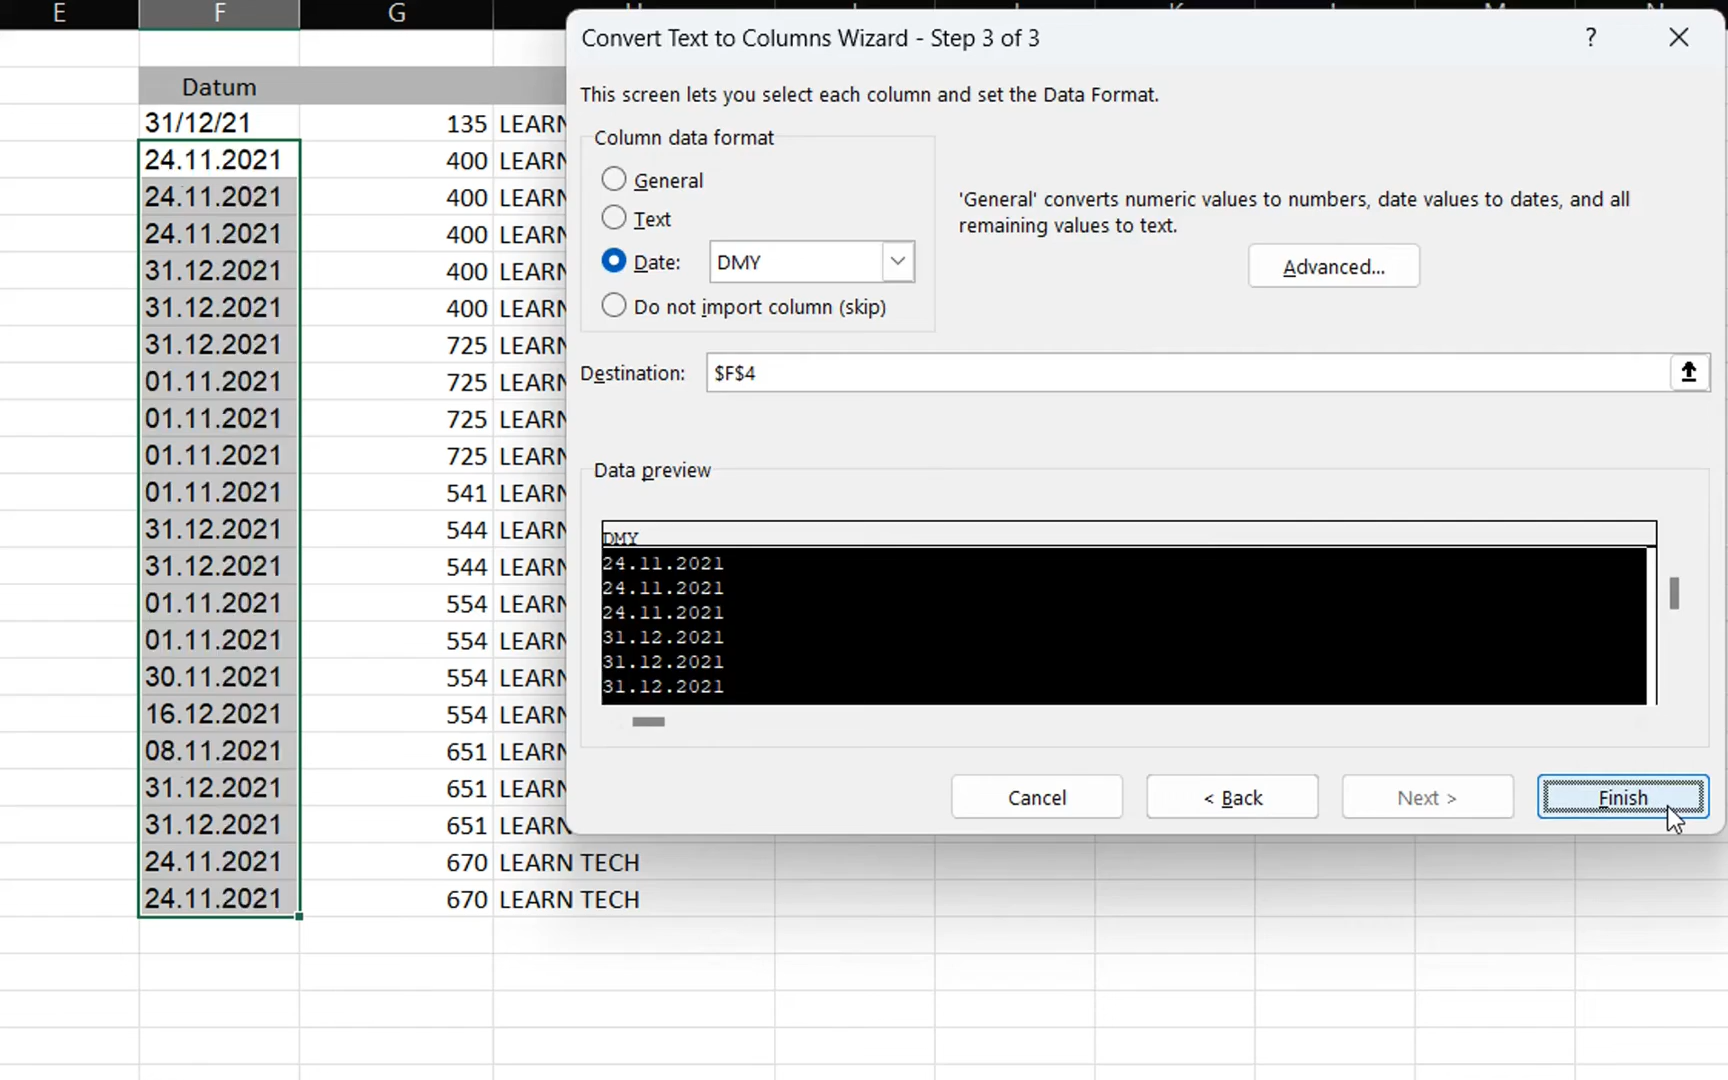 E F G
Datum
31/12/21 135 LEARN
24.11.2021 400 LEARN
24.11.2021 400 LEARN
24.11.2021 400 LEARN
31.12.2021 400 LEARN
31.12.2021 400 LEARN
31.12.2021 725 LEARN
01.11.2021 725 LEARN
01.11.2021 725 LEARN
01.11.2021 725 LEARN
01.11.2021 541 LEARN
31.12.2021 544 LEARN
31.12.2021 544 LEARN
01.11.2021 554 LEARN
01.11.2021 554 LEARN
30.11.2021 554 LEARN
16.12.2021 554 LEARN
08.11.2021 651 LEARN
31.12.2021 651 LEARN
31.12.2021 651 LEARN
24.11.2021 670 LEARN TECH
24.11.2021 670 LEARN TECH
Convert Text to Columns Wizard - Step 3 of 3 ?
This screen lets you select each column and set the Data Format.
Column data format
General
Text
Date: DMY
Do not import column (skip)
'General' converts numeric values to numbers, date values to dates, and all
remaining values to text.
Advanced...
Destination: $F$4
Data preview
DMY
24.11.2021
24.11.2021
24.11.2021
31.12.2021
31.12.2021
31.12.2021
Cancel < Back Next > Finish